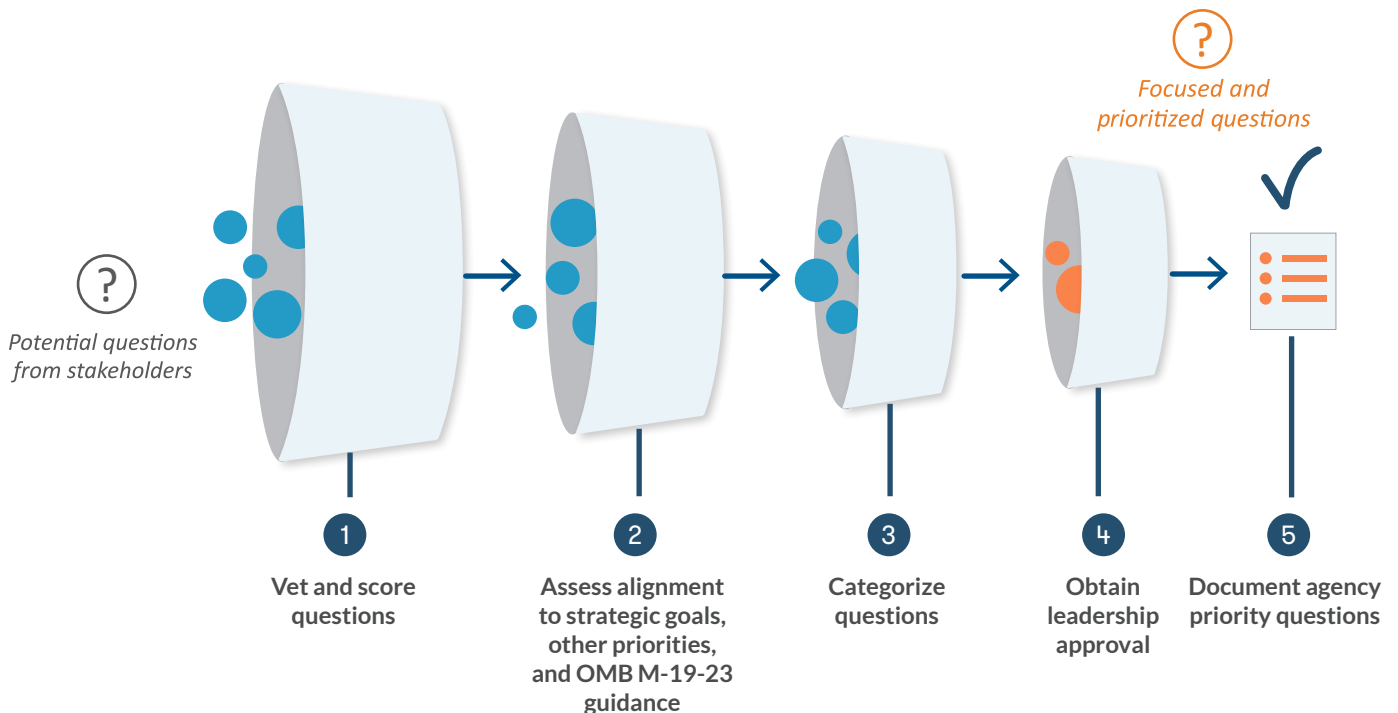 ?
Potential questions
from stakeholders
?
Focused and
prioritized questions
1
Vet and score
questions
2
Assess alignment
to strategic goals,
other priorities,
and OMB M-19-23
guidance
3
Categorize
questions
4
Obtain
leadership
approval
5
Document agency
priority questions